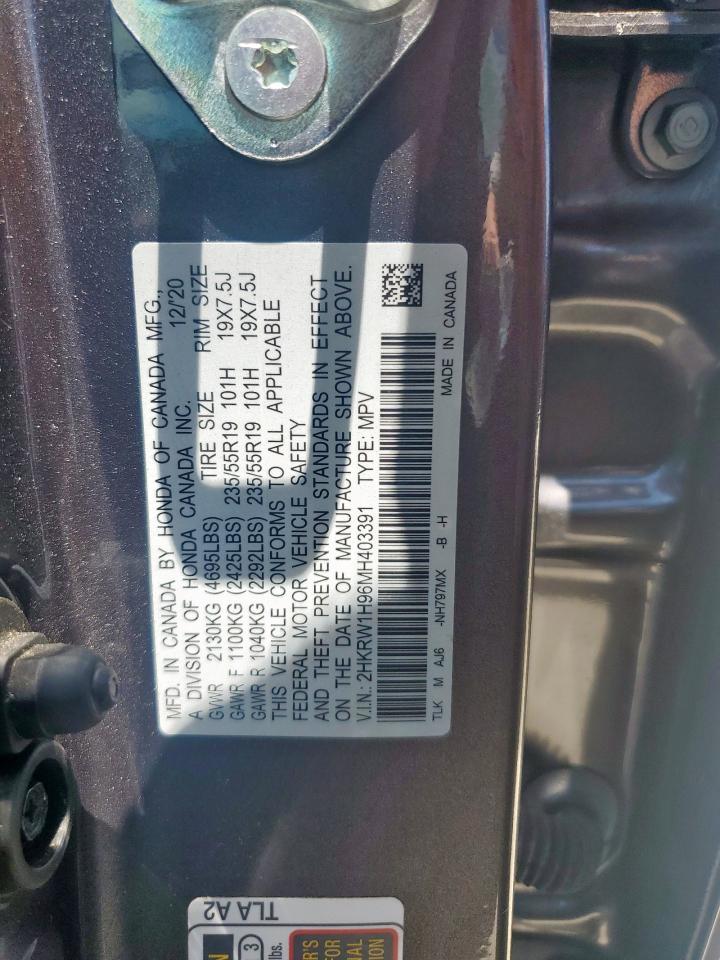 MFD. IN CANADA BY HONDA OF CANADA MFG.,
A DIVISION OF HONDA CANADA INC. 12/'20
GVWR 2130KG (4695LBS) TIRE SIZE RIM SIZE
GAWR F 1100KG (2425LBS) 235/55R19 101H 19X7.5J
GAWR R 1040KG (2292LBS) 235/55R19 101H 19X7.5J
THIS VEHICLE CONFORMS TO ALL APPLICABLE
FEDERAL MOTOR VEHICLE SAFETY
AND THEFT PREVENTION STANDARDS IN EFFECT
ON THE DATE OF MANUFACTURE SHOWN ABOVE.
V.I.N.: 2HKRW1H96MH403391 TYPE: MPV
TLK M AJ6 -NH797MX -B -H MADE IN CANADA
TLA A2
3
lbs.
FOR